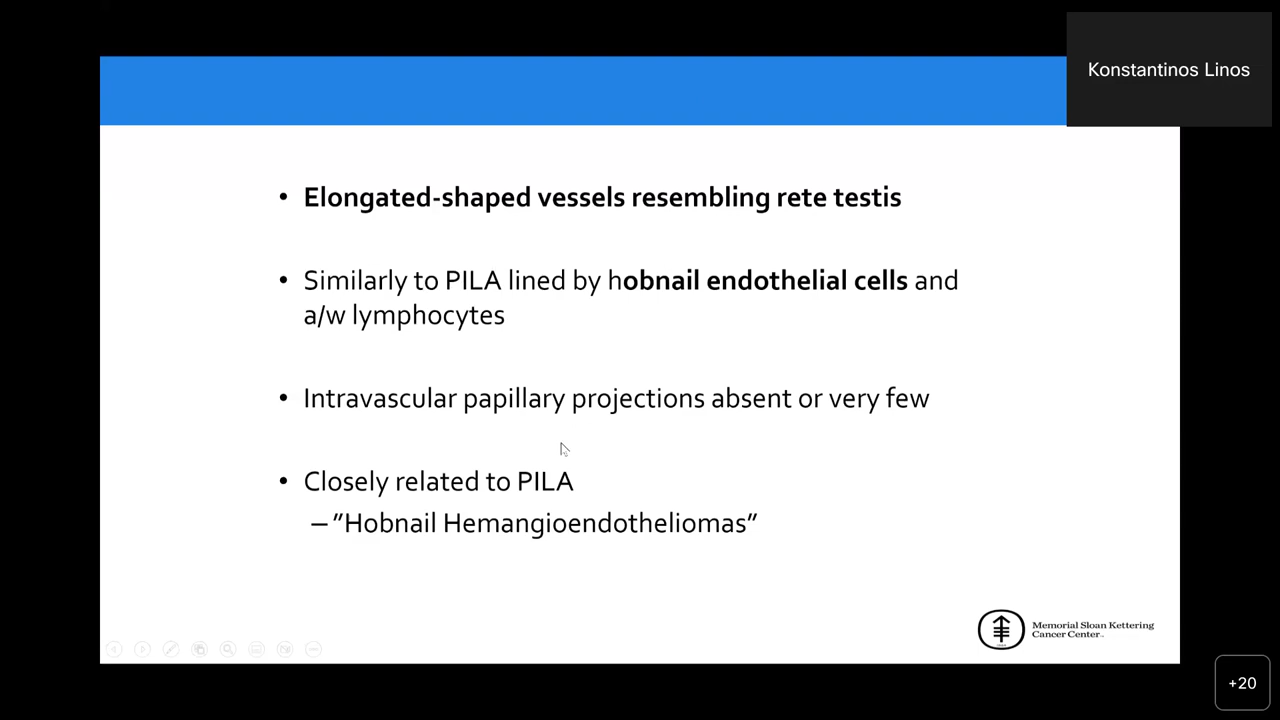 Konstantinos Linos
• Elongated-shaped vessels resembling rete testis
• Similarly to PILA lined by hobnail endothelial cells and
a/w lymphocytes
• Intravascular papillary projections absent or very few
• Closely related to PILA
– ”Hobnail Hemangioendotheliomas”
Memorial Sloan Kettering
Cancer Center
+20